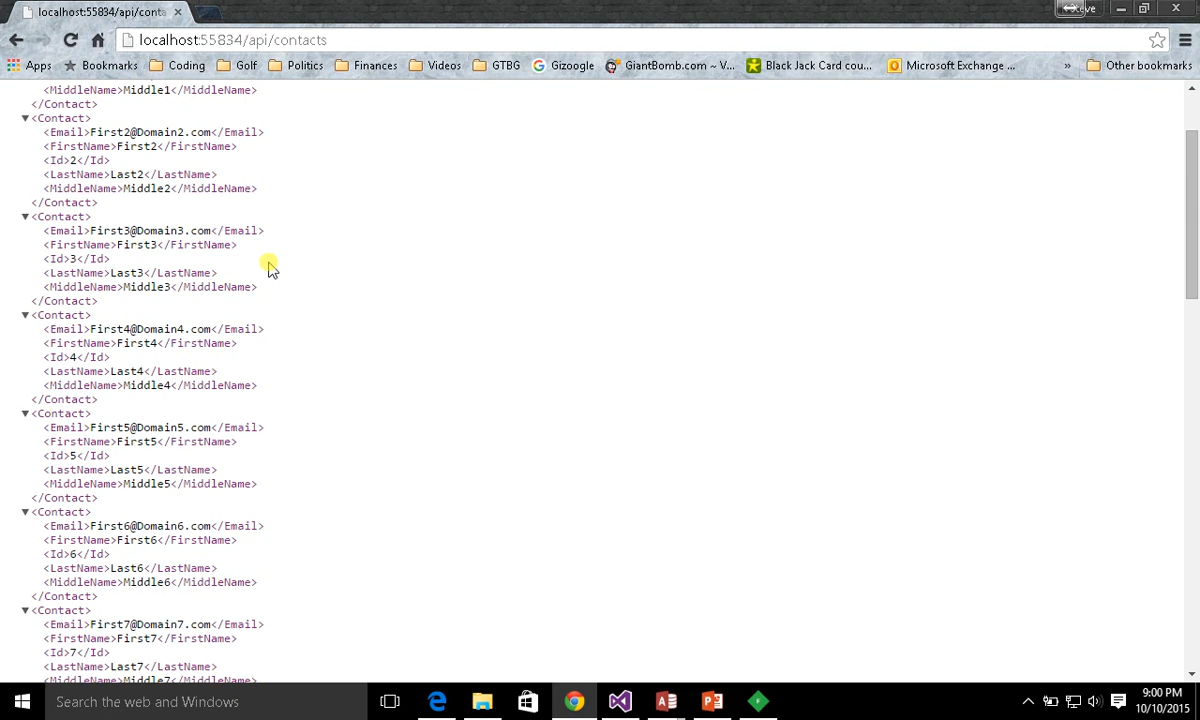 localhost:55834/api/conta
Steve
localhost:55834/api/contacts
Apps Bookmarks Coding Golf Politics Finances Videos GTBG Gizoogle GiantBomb.com ~ V... Black Jack Card cou... Microsoft Exchange ... » Other bookmarks
<MiddleName>Middle1</MiddleName>
</Contact>
▼<Contact>
<Email>First2@Domain2.com</Email>
<FirstName>First2</FirstName>
<Id>2</Id>
<LastName>Last2</LastName>
<MiddleName>Middle2</MiddleName>
</Contact>
▼<Contact>
<Email>First3@Domain3.com</Email>
<FirstName>First3</FirstName>
<Id>3</Id>
<LastName>Last3</LastName>
<MiddleName>Middle3</MiddleName>
</Contact>
▼<Contact>
<Email>First4@Domain4.com</Email>
<FirstName>First4</FirstName>
<Id>4</Id>
<LastName>Last4</LastName>
<MiddleName>Middle4</MiddleName>
</Contact>
▼<Contact>
<Email>First5@Domain5.com</Email>
<FirstName>First5</FirstName>
<Id>5</Id>
<LastName>Last5</LastName>
<MiddleName>Middle5</MiddleName>
</Contact>
▼<Contact>
<Email>First6@Domain6.com</Email>
<FirstName>First6</FirstName>
<Id>6</Id>
<LastName>Last6</LastName>
<MiddleName>Middle6</MiddleName>
</Contact>
▼<Contact>
<Email>First7@Domain7.com</Email>
<FirstName>First7</FirstName>
<Id>7</Id>
<LastName>Last7</LastName>
<MiddleName>Middle7</MiddleName>
Search the web and Windows
9:00 PM
10/10/2015